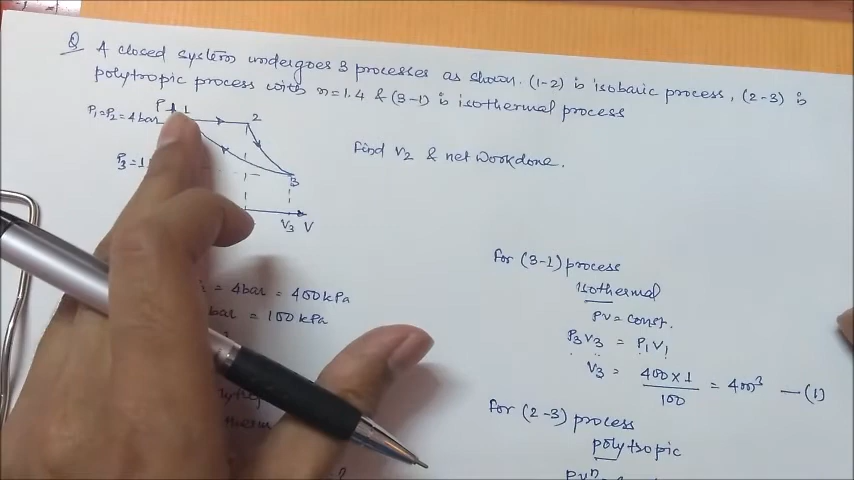 Q A closed system undergoes 3 processes as shown. (1-2) is isobaric process, (2-3) is
polytropic process with n=1.4 & (3-1) is isothermal process
P 1
2
P₁=P₂=4bar
Find V₂ & net workdone.
P₃=1
3
V₃ V
= 4bar = 400kPa
bar = 100kPa
For (3-1) process
isothermal
PV = const.
P₃V₃ = P₁V₁
V₃ = 400×1 / 100 = 4m³ —(1)
For (2-3) process
polytropic